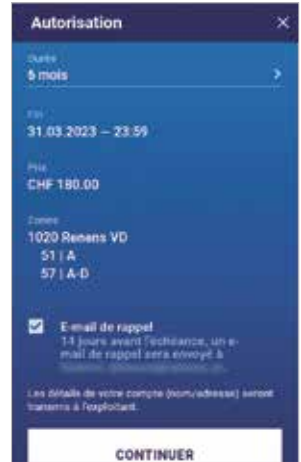 Autorisation
Durée
6 mois
Fin
31.03.2023 – 23:59
Prix
CHF 180.00
Zones
1020 Renens VD
51 | A
57 | A-D
E-mail de rappel
14 jours avant l'échéance, un e-
mail de rappel sera envoyé à
Les détails de votre compte (nom/adresse) seront
transmis à l'exploitant.
CONTINUER